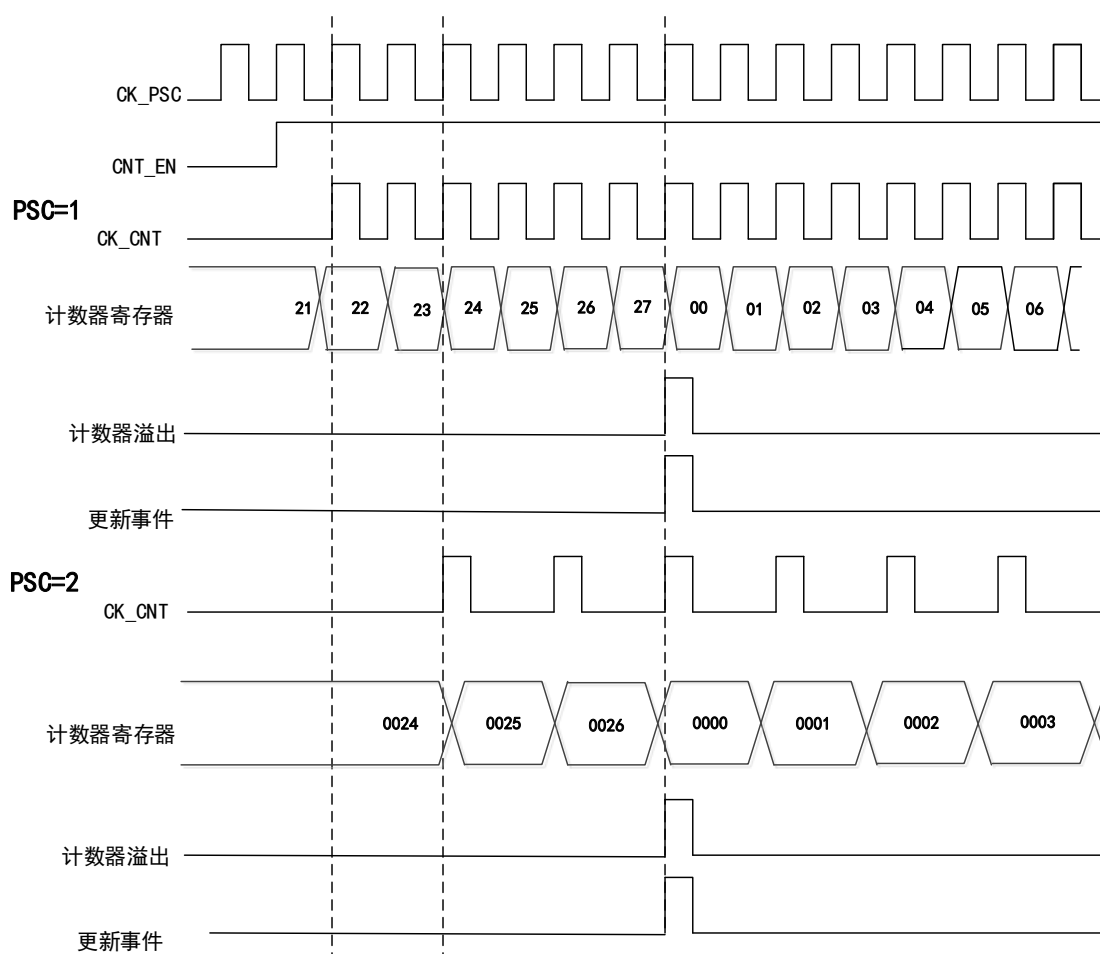 CK_PSC
CNT_EN
PSC=1
CK_CNT
计数器寄存器 21 22 23 24 25 26 27 00 01 02 03 04 05 06
计数器溢出
更新事件
PSC=2
CK_CNT
计数器寄存器 0024 0025 0026 0000 0001 0002 0003
计数器溢出
更新事件